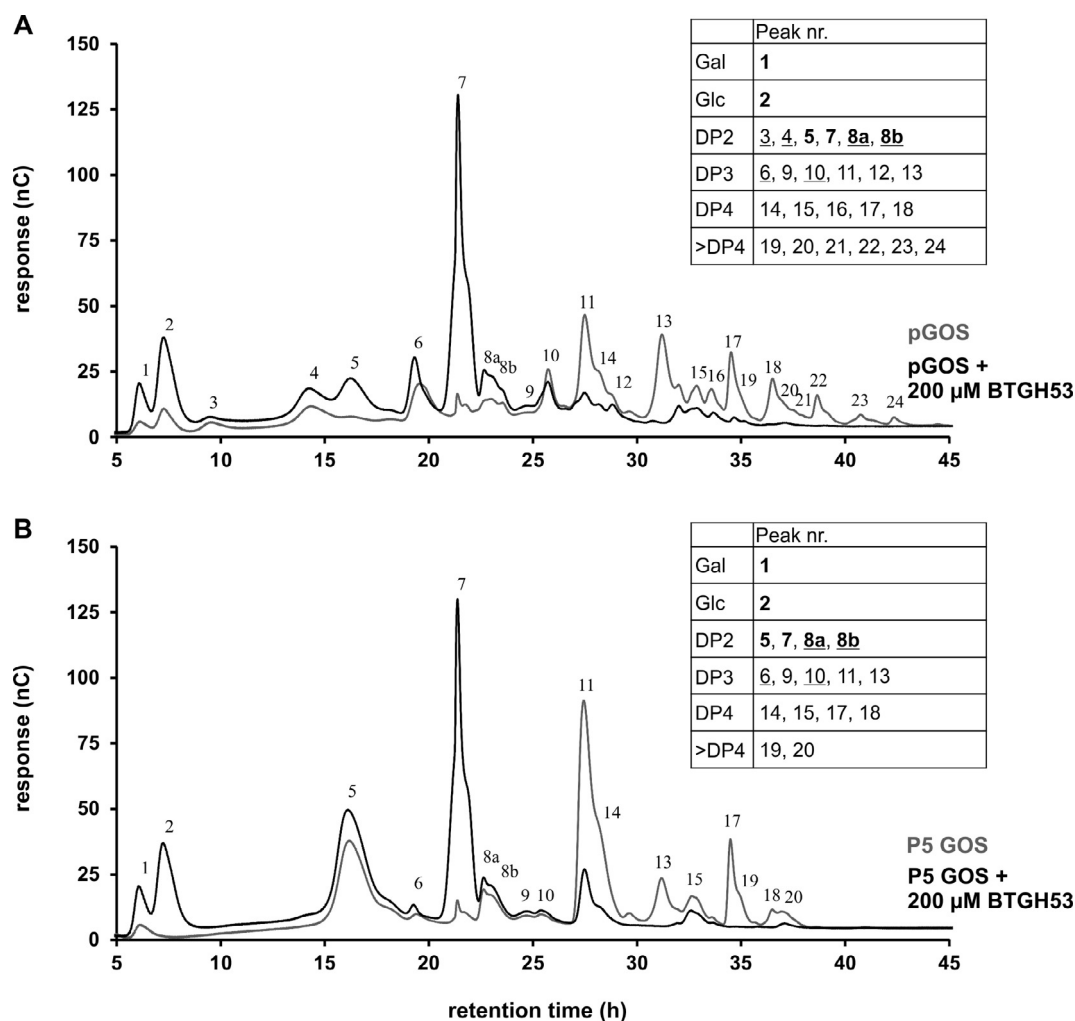 A
150
125
100
75
50
25
0
response (nC)
5
10
15
20
25
30
35
40
45
1
2
3
4
5
6
7
8a
8b
9
10
11
14
12
13
15
16
17
19
18
20
21
22
23
24
Peak nr.
Gal 1
Glc 2
DP2 3, 4, 5, 7, 8a, 8b
DP3 6, 9, 10, 11, 12, 13
DP4 14, 15, 16, 17, 18
>DP4 19, 20, 21, 22, 23, 24
pGOS
pGOS +
200 µM BTGH53
B
150
125
100
75
50
25
0
response (nC)
5
10
15
20
25
30
35
40
45
1
2
5
6
7
8a
8b
9
10
11
14
13
15
17
19
18
20
Peak nr.
Gal 1
Glc 2
DP2 5, 7, 8a, 8b
DP3 6, 9, 10, 11, 13
DP4 14, 15, 17, 18
>DP4 19, 20
P5 GOS
P5 GOS +
200 µM BTGH53
retention time (h)